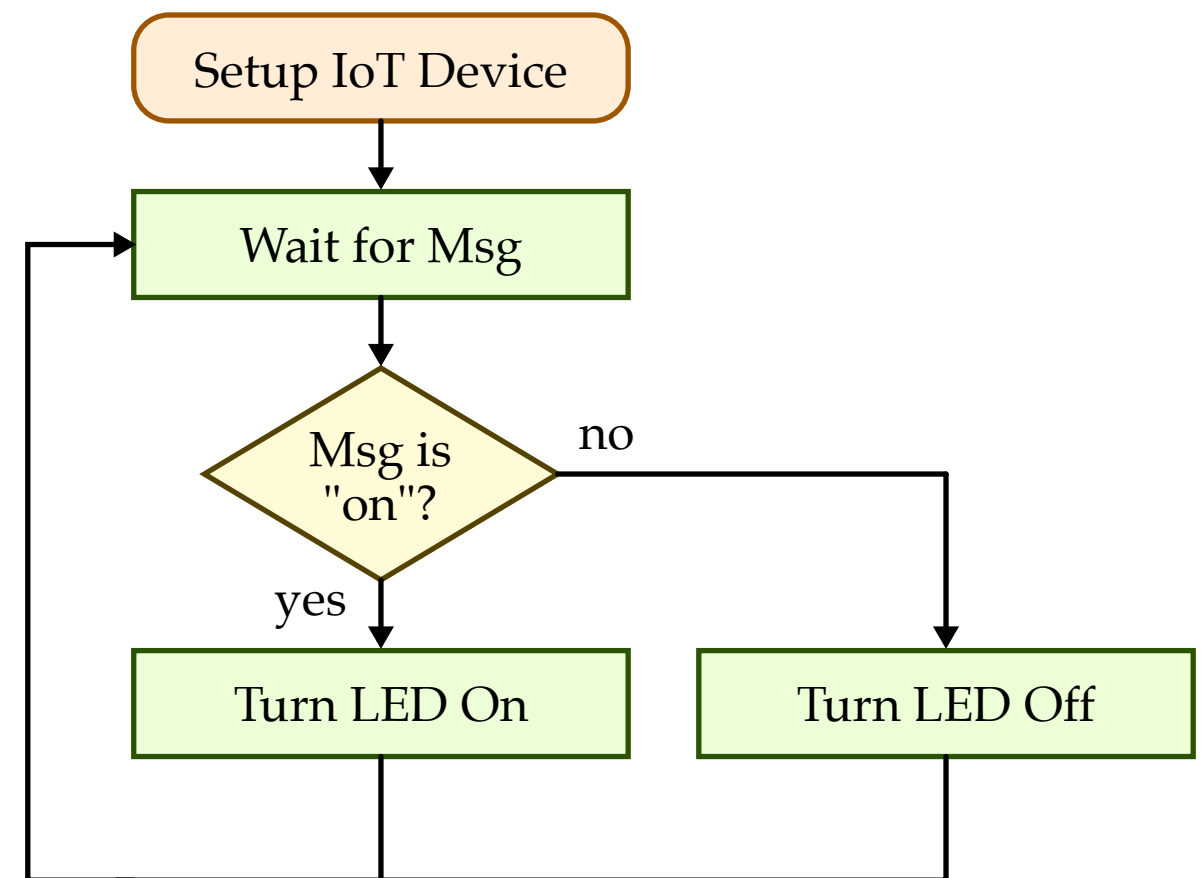 Setup IoT Device
Wait for Msg
Msg is
"on"?
no
yes
Turn LED On
Turn LED Off